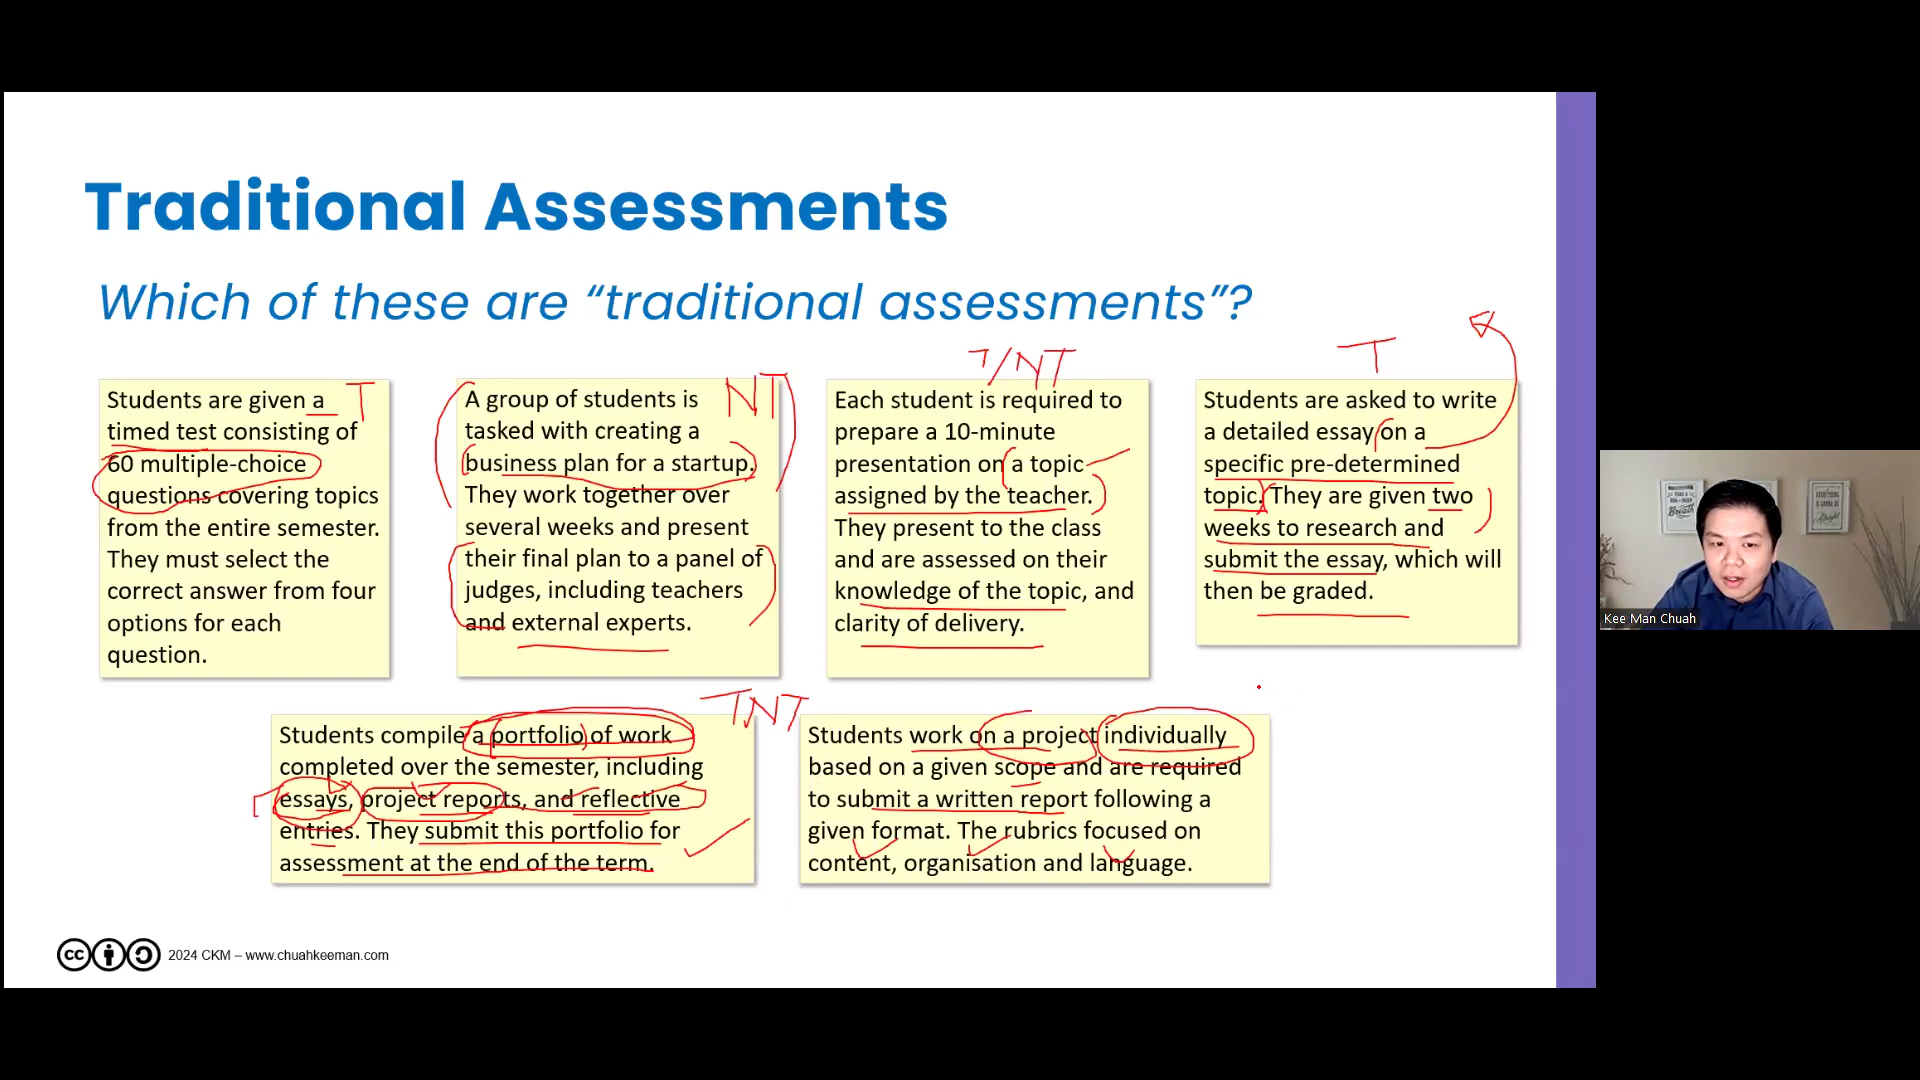 Traditional Assessments
Which of these are “traditional assessments”?
Students are given a
timed test consisting of
60 multiple-choice
questions covering topics
from the entire semester.
They must select the
correct answer from four
options for each
question.
T
A group of students is
tasked with creating a
business plan for a startup.
They work together over
several weeks and present
their final plan to a panel of
judges, including teachers
and external experts.
NT
T/NT
Each student is required to
prepare a 10-minute
presentation on a topic
assigned by the teacher.
They present to the class
and are assessed on their
knowledge of the topic, and
clarity of delivery.
T
Students are asked to write
a detailed essay on a
specific pre-determined
topic. They are given two
weeks to research and
submit the essay, which will
then be graded.
TNT
Students compile a portfolio of work
completed over the semester, including
essays, project reports, and reflective
entries. They submit this portfolio for
assessment at the end of the term.
Students work on a project individually
based on a given scope and are required
to submit a written report following a
given format. The rubrics focused on
content, organisation and language.
cc
2024 CKM – www.chuahkeeman.com
Kee Man Chuah